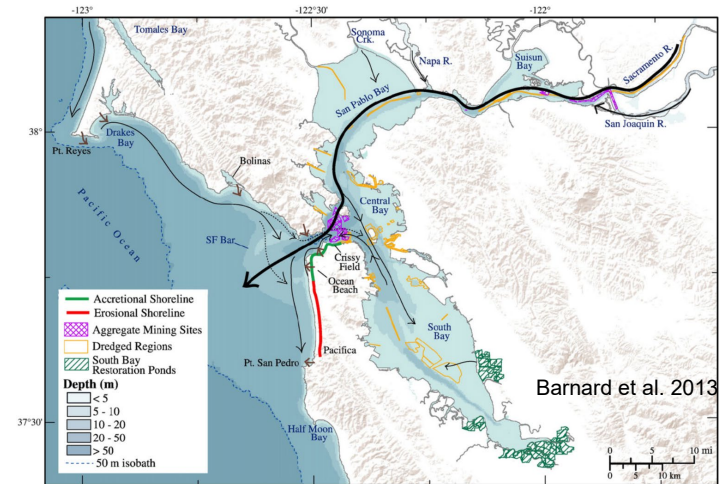 -123°
-122.5°
-122°
Tomales Bay
Sonoma
Crk.
Napa R.
Suisun
Bay
Sacramento R.
San Pablo Bay
San Joaquin R.
38°
Drakes
Bay
Pt. Reyes
Bolinas
Pacific Ocean
Central
Bay
SF Bar
Crissy
Field
Ocean
Beach
South
Bay
Pacifica
Pt. San Pedro
Half Moon
Bay
37°30'
Accretional Shoreline
Erosional Shoreline
Aggregate Mining Sites
Dredged Regions
South Bay
Restoration Ponds
Depth (m)
< 5
5 - 10
10 - 20
20 - 50
> 50
50 m isobath
Barnard et al. 2013
0 5 10 mi
0 5 10 km